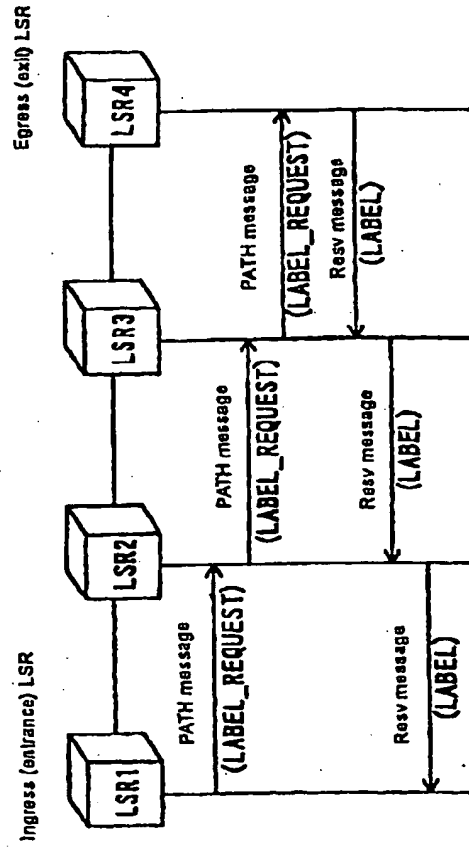 Ingress (entrance) LSR
Egress (exit) LSR
LSR1
LSR2
LSR3
LSR4
PATH message
(LABEL_REQUEST)
PATH message
(LABEL_REQUEST)
PATH message
(LABEL_REQUEST)
Resv message
(LABEL)
Resv message
(LABEL)
Resv message
(LABEL)